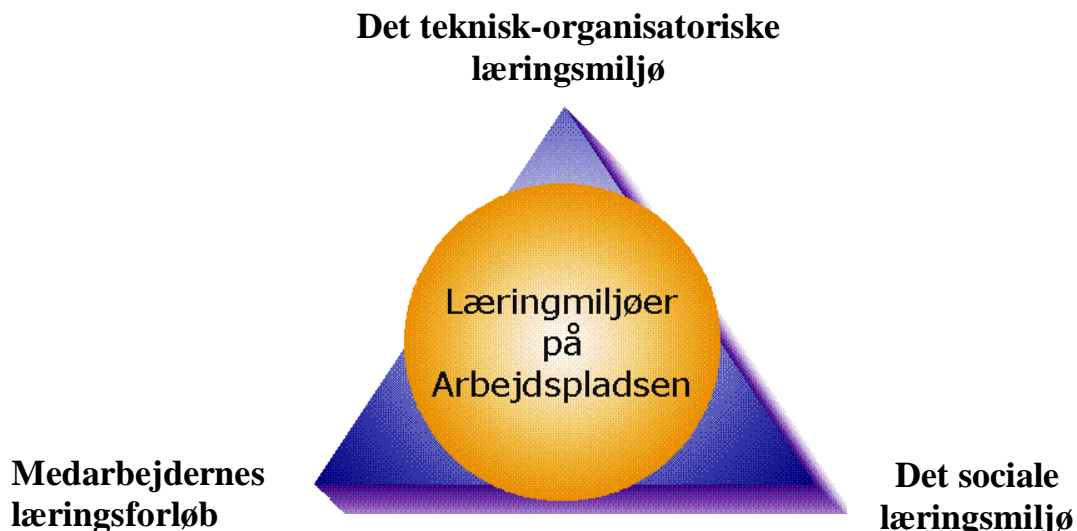 Det teknisk-organisatoriske
læringsmiljø
Læringmiljøer
på
Arbejdspladsen
Medarbejdernes
læringsforløb
Det sociale
læringsmiljø